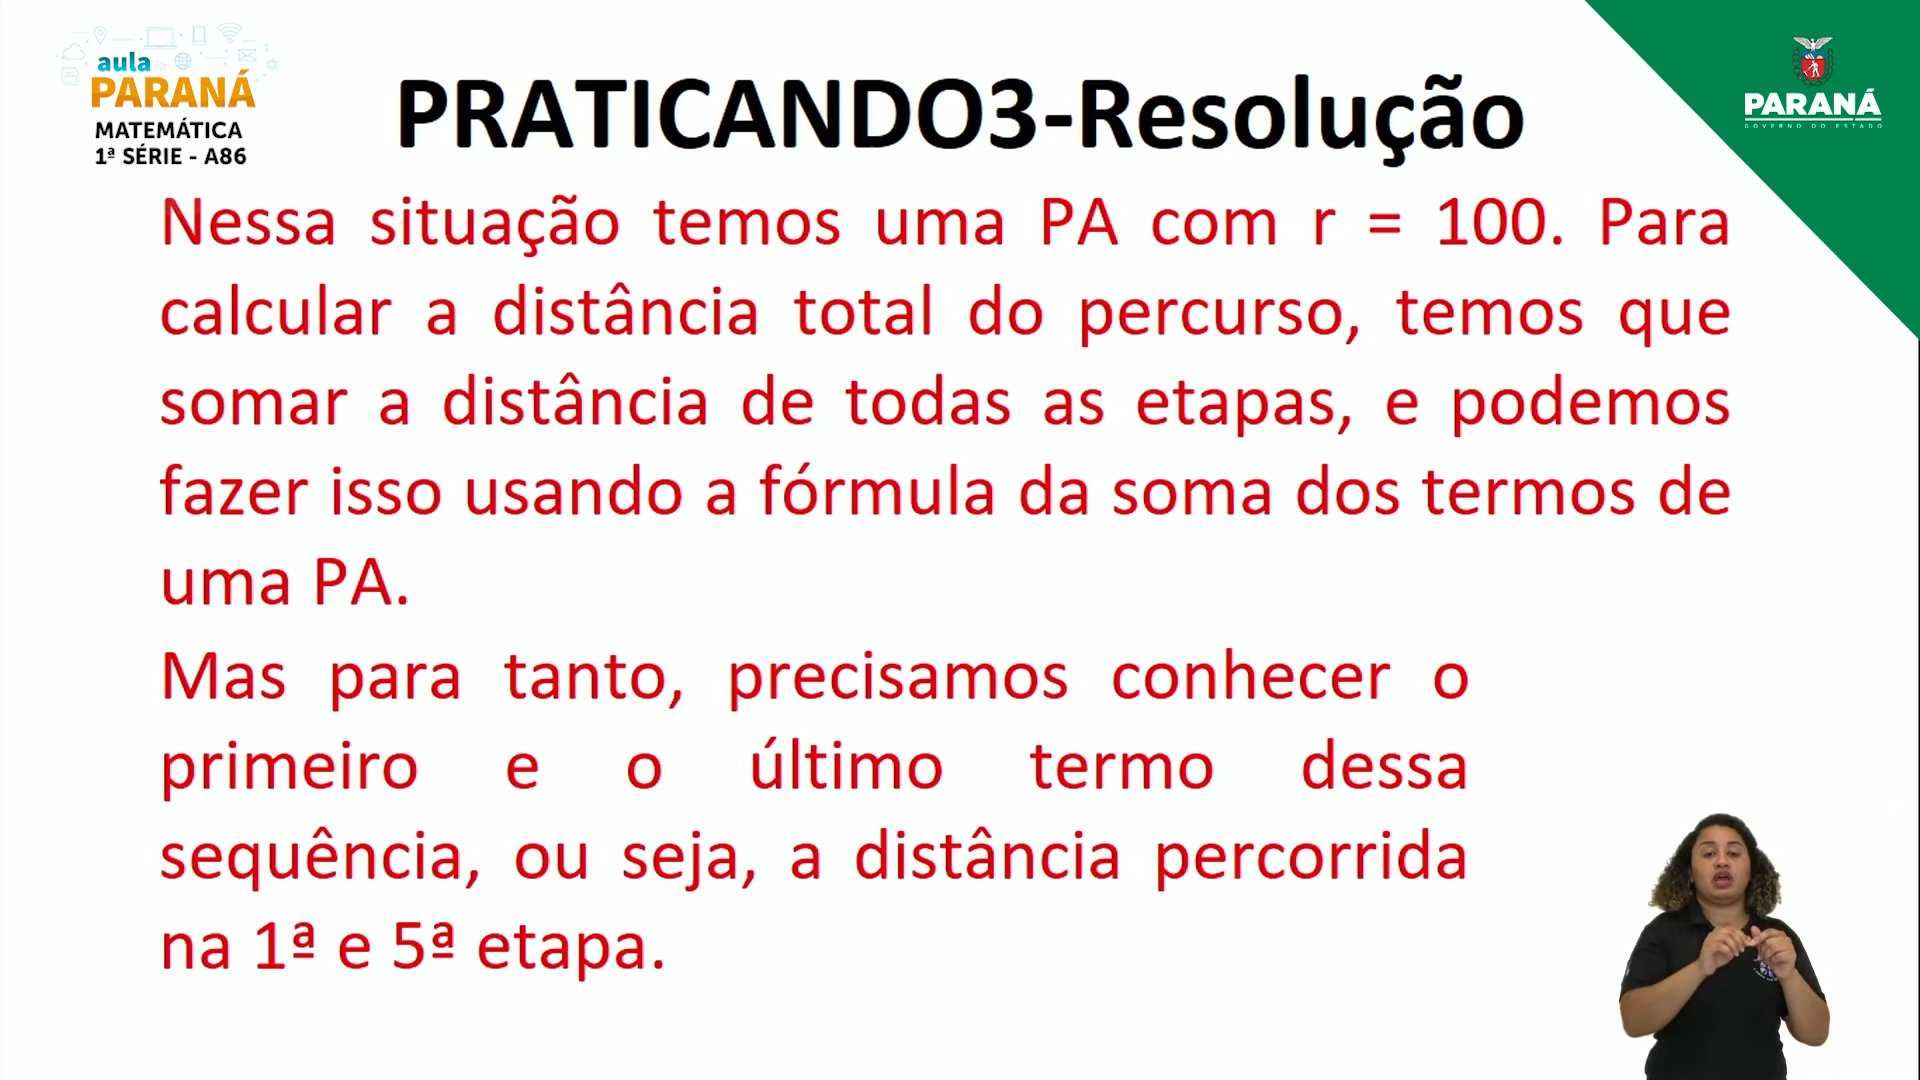 aula
PARANÁ
MATEMÁTICA
1ª SÉRIE - A86
PRATICANDO3-Resolução
PARANÁ
GOVERNO DO ESTADO
Nessa situação temos uma PA com r = 100. Para
calcular a distância total do percurso, temos que
somar a distância de todas as etapas, e podemos
fazer isso usando a fórmula da soma dos termos de
uma PA.
Mas para tanto, precisamos conhecer o
primeiro e o último termo dessa
sequência, ou seja, a distância percorrida
na 1ª e 5ª etapa.